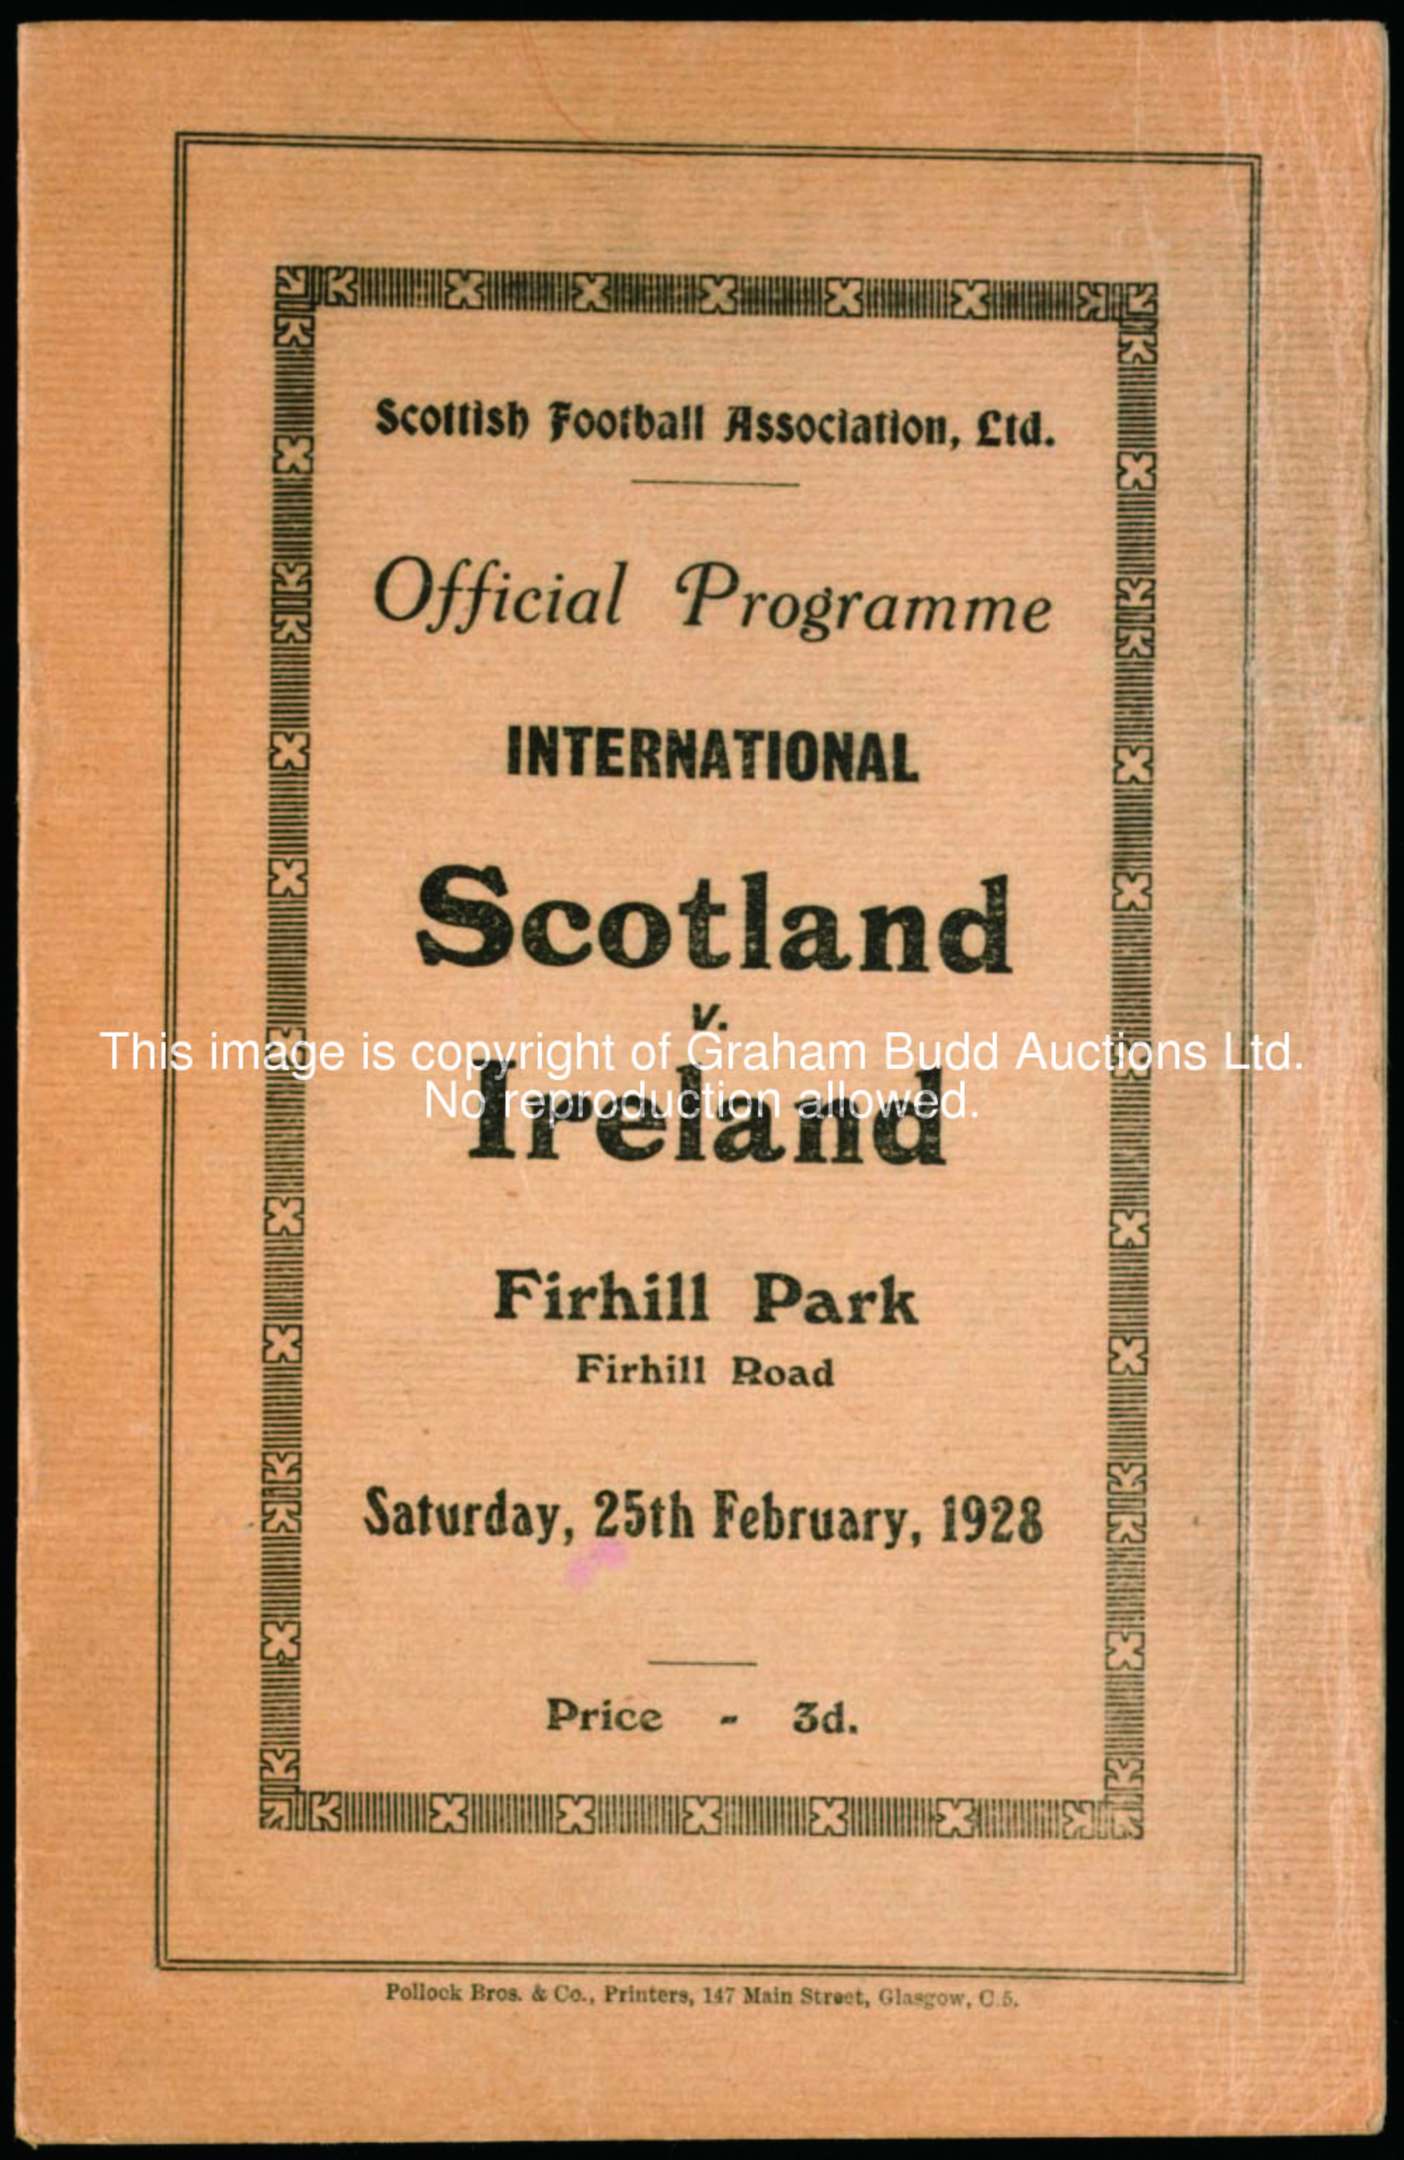 Scottish Football Association, Ltd.
Official Programme
INTERNATIONAL
Scotland
v.
This image is copyright of Graham Budd Auctions Ltd.
No reproduction allowed.
Ireland
Firhill Park
Firhill Road
Saturday, 25th February, 1928
Price - 3d.
Pollock Bros. & Co., Printers, 147 Main Street, Glasgow, C.5.